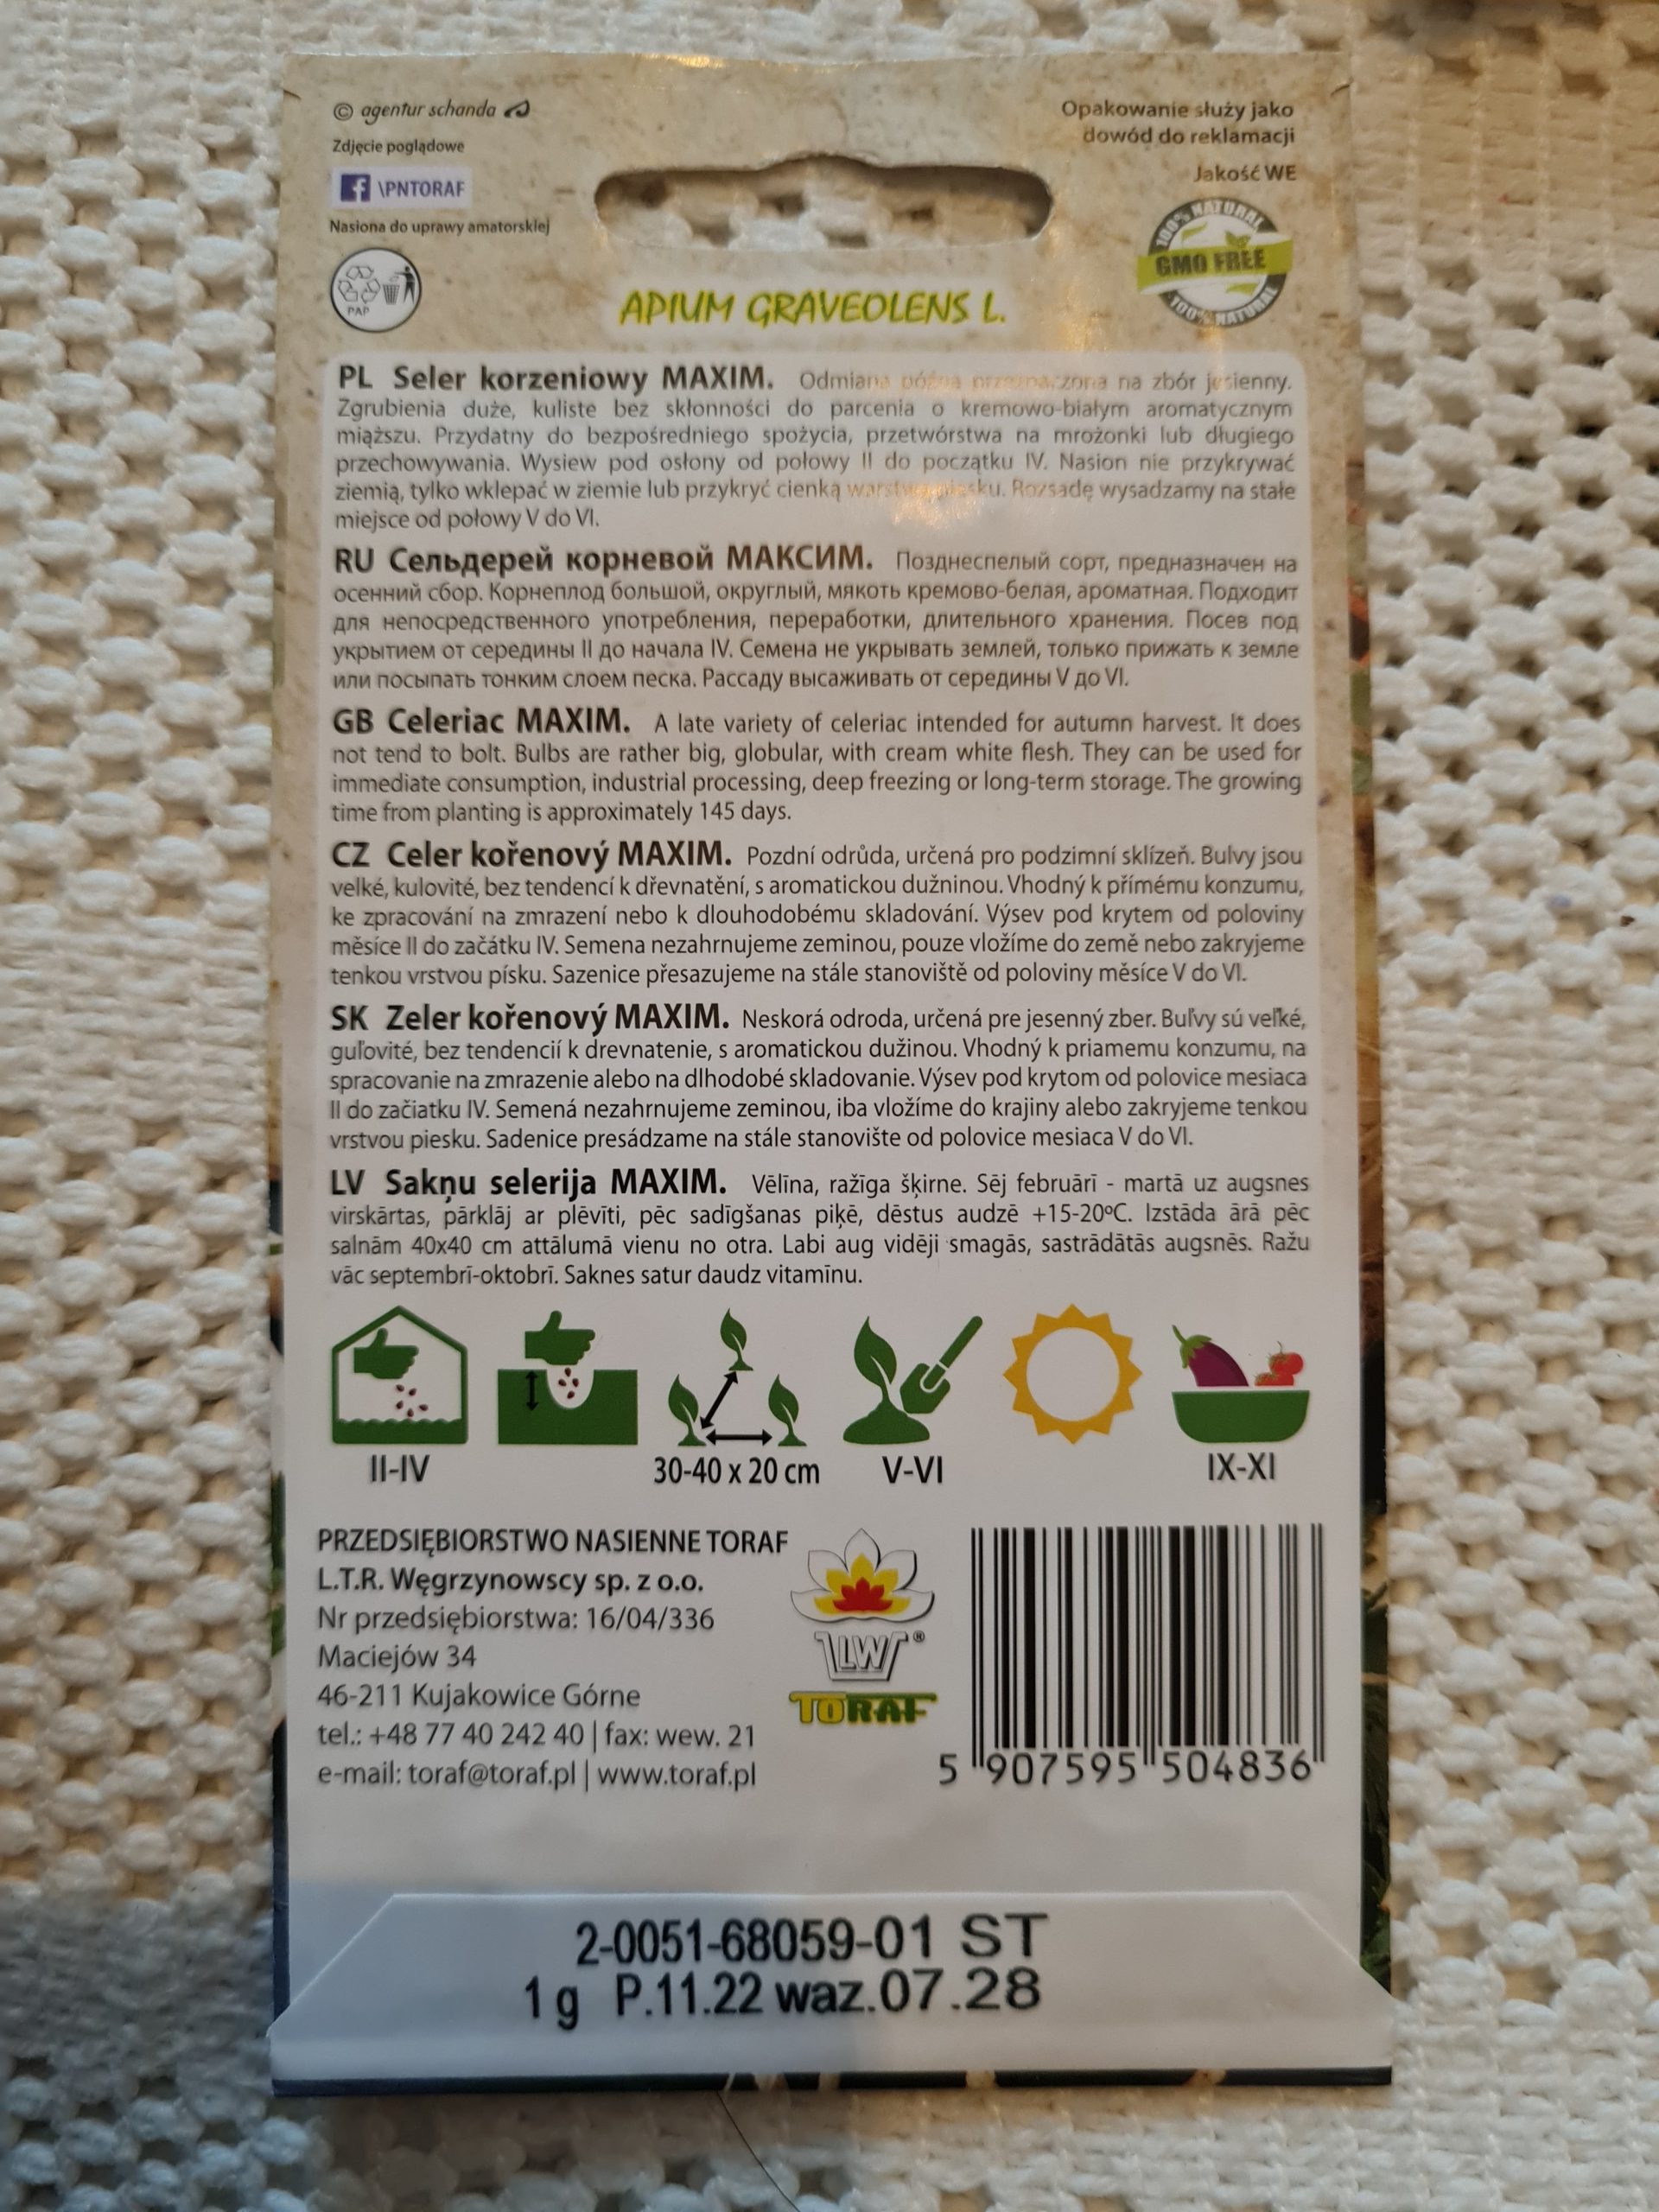 © agentur schanda
Zdjęcie poglądowe
f \PNTORAF
Nasiona do uprawy amatorskiej
PAP
Opakowanie służy jako
dowód do reklamacji
Jakość WE
100% NATURAL
GMO FREE
100% NATURAL
APIUM GRAVEOLENS L.
PL Seler korzeniowy MAXIM. Odmiana późna przeznaczona na zbór jesienny.
Zgrubienia duże, kuliste bez skłonności do parcenia o kremowo-białym aromatycznym
miąższu. Przydatny do bezpośredniego spożycia, przetwórstwa na mrożonki lub długiego
przechowywania. Wysiew pod osłony od połowy II do początku IV. Nasion nie przykrywać
ziemią, tylko wklepać w ziemie lub przykryć cienką warstwą piasku. Rozsadę wysadzamy na stałe
miejsce od połowy V do VI.
RU Сельдерей корневой МАКСИМ. Позднеспелый сорт, предназначен на
осенний сбор. Корнеплод большой, округлый, мякоть кремово-белая, ароматная. Подходит
для непосредственного употребления, переработки, длительного хранения. Посев под
укрытием от середины II до начала IV. Семена не укрывать землей, только прижать к земле
или посыпать тонким слоем песка. Рассаду высаживать от середины V до VI.
GB Celeriac MAXIM. A late variety of celeriac intended for autumn harvest. It does
not tend to bolt. Bulbs are rather big, globular, with cream white flesh. They can be used for
immediate consumption, industrial processing, deep freezing or long-term storage. The growing
time from planting is approximately 145 days.
CZ Celer kořenový MAXIM. Pozdní odrůda, určená pro podzimní sklízeň. Bulvy jsou
velké, kulovité, bez tendencí k dřevnatění, s aromatickou dužninou. Vhodný k přímému konzumu,
ke zpracování na zmrazení nebo k dlouhodobému skladování. Výsev pod krytem od poloviny
měsíce II do začátku IV. Semena nezahrnujeme zeminou, pouze vložíme do země nebo zakryjeme
tenkou vrstvou písku. Sazenice přesazujeme na stále stanoviště od poloviny měsíce V do VI.
SK Zeler kořenový MAXIM. Neskorá odroda, určená pre jesenný zber. Buľvy sú veľké,
guľovité, bez tendencií k drevnatenie, s aromatickou dužinou. Vhodný k priamemu konzumu, na
spracovanie na zmrazenie alebo na dlhodobé skladovanie. Výsev pod krytom od polovice mesiaca
II do začiatku IV. Semená nezahrnujeme zeminou, iba vložíme do krajiny alebo zakryjeme tenkou
vrstvou piesku. Sadenice presádzame na stále stanovište od polovice mesiaca V do VI.
LV Sakņu selerija MAXIM. Vēlīna, ražīga šķirne. Sēj februārī - martā uz augsnes
virskārtas, pārklāj ar plēvīti, pēc sadīgšanas piķē, dēstus audzē +15-20ºC. Izstāda ārā pēc
salnām 40x40 cm attālumā vienu no otra. Labi aug vidēji smagās, sastrādātās augsnēs. Ražu
vāc septembrī-oktobrī. Saknes satur daudz vitamīnu.
II-IV
30-40 x 20 cm
V-VI
IX-XI
PRZEDSIĘBIORSTWO NASIENNE TORAF
L.T.R. Węgrzynowscy sp. z o.o.
Nr przedsiębiorstwa: 16/04/336
Maciejów 34
46-211 Kujakowice Górne
tel.: +48 77 40 242 40 | fax: wew. 21
e-mail: toraf@toraf.pl | www.toraf.pl
LW®
TORAF
5 907595 504836
2-0051-68059-01 ST
1 g P.11.22 waz.07.28